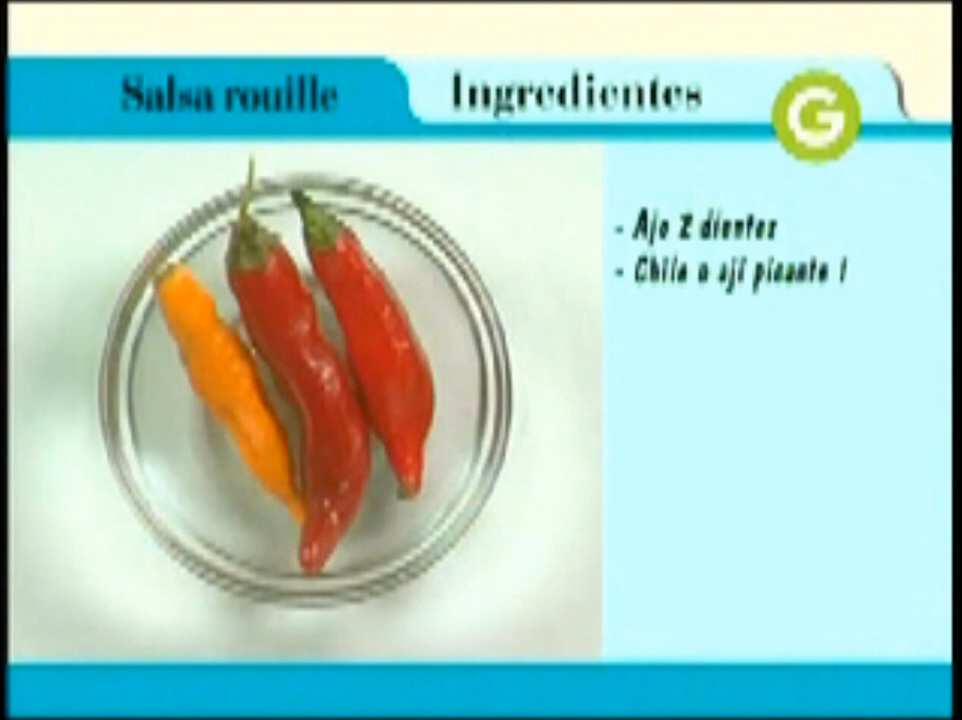 Salsa rouille
Ingredientes
G
- Ajo 2 dientes
- Chile o ají picante 1